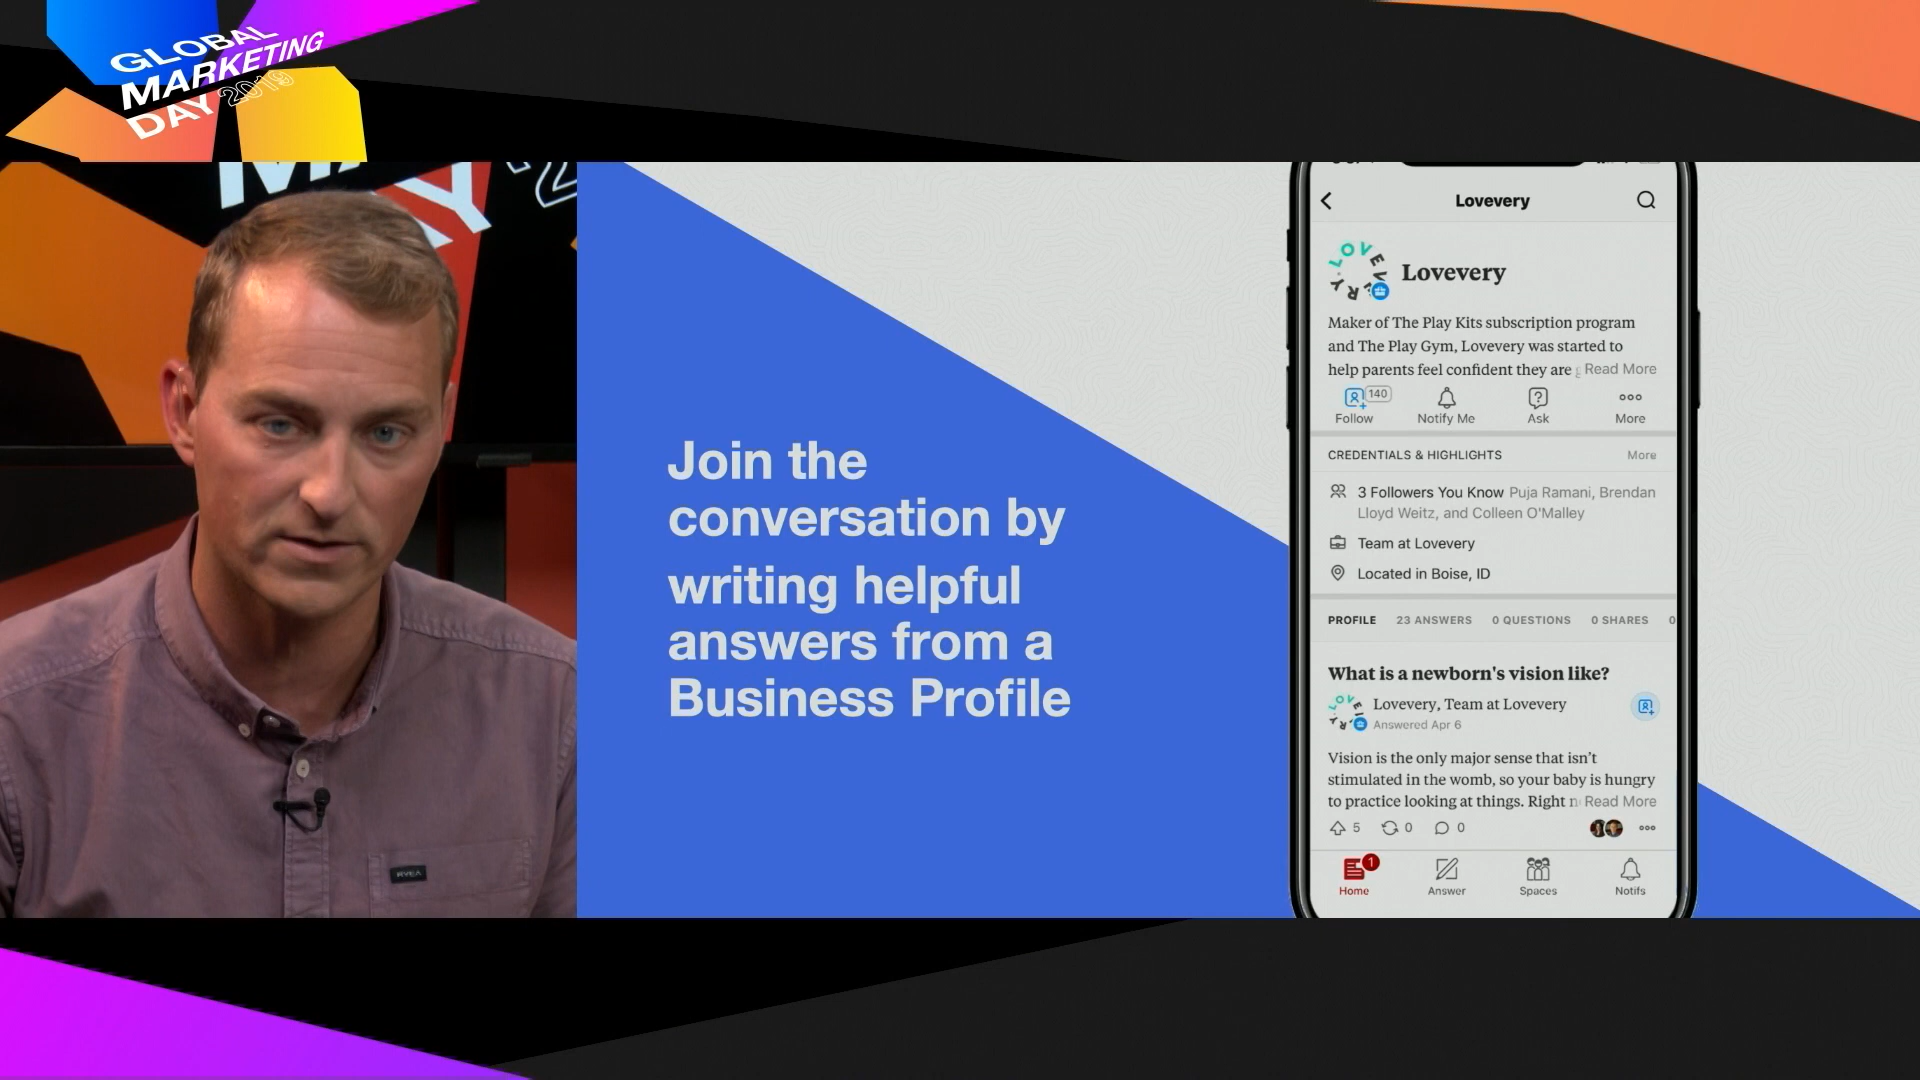 GLOBAL
MARKETING
DAY 2019
Join the
conversation by
writing helpful
answers from a
Business Profile
Lovevery
LOVEVERY
Lovevery
Maker of The Play Kits subscription program
and The Play Gym, Lovevery was started to
help parents feel confident they are Read More
140
Follow Notify Me Ask More
CREDENTIALS & HIGHLIGHTS More
3 Followers You Know Puja Ramani, Brendan
Lloyd Weitz, and Colleen O'Malley
Team at Lovevery
Located in Boise, ID
PROFILE 23 ANSWERS 0 QUESTIONS 0 SHARES 0
What is a newborn's vision like?
Lovevery, Team at Lovevery
Answered Apr 6
Vision is the only major sense that isn't
stimulated in the womb, so your baby is hungry
to practice looking at things. Right Read More
5 0 0
1
Home Answer Spaces Notifs